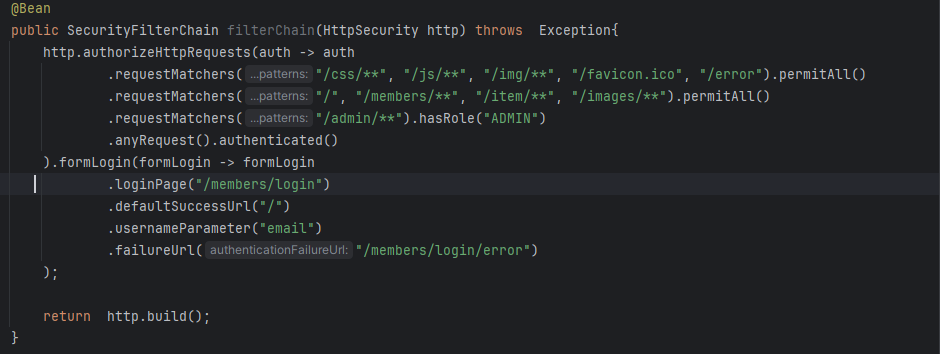 @Bean
public SecurityFilterChain filterChain(HttpSecurity http) throws  Exception{
    http.authorizeHttpRequests(auth -> auth
            .requestMatchers( ...patterns: "/css/**", "/js/**", "/img/**", "/favicon.ico", "/error").permitAll()
            .requestMatchers( ...patterns: "/", "/members/**", "/item/**", "/images/**").permitAll()
            .requestMatchers( ...patterns: "/admin/**").hasRole("ADMIN")
            .anyRequest().authenticated()
    ).formLogin(formLogin -> formLogin
            .loginPage("/members/login")
            .defaultSuccessUrl("/")
            .usernameParameter("email")
            .failureUrl( authenticationFailureUrl: "/members/login/error")
    );
    return  http.build();
}